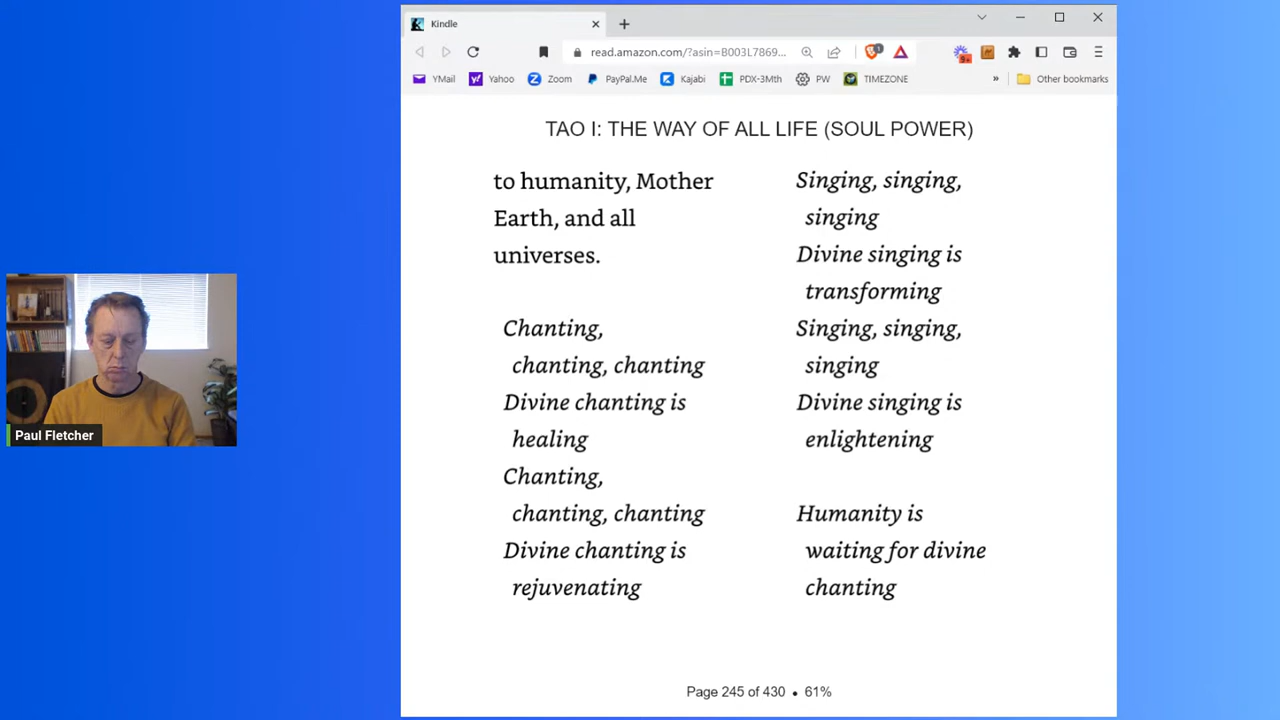 Kindle
read.amazon.com/?asin=B003L7869...
1
9+
YMail
Yahoo
Zoom
PayPal.Me
Kajabi
PDX-3Mth
PW
TIMEZONE
»
Other bookmarks
TAO I: THE WAY OF ALL LIFE (SOUL POWER)
to humanity, Mother
Earth, and all
universes.
Chanting,
chanting, chanting
Divine chanting is
healing
Chanting,
chanting, chanting
Divine chanting is
rejuvenating
Singing, singing,
singing
Divine singing is
transforming
Singing, singing,
singing
Divine singing is
enlightening
Humanity is
waiting for divine
chanting
Page 245 of 430 • 61%
Paul Fletcher